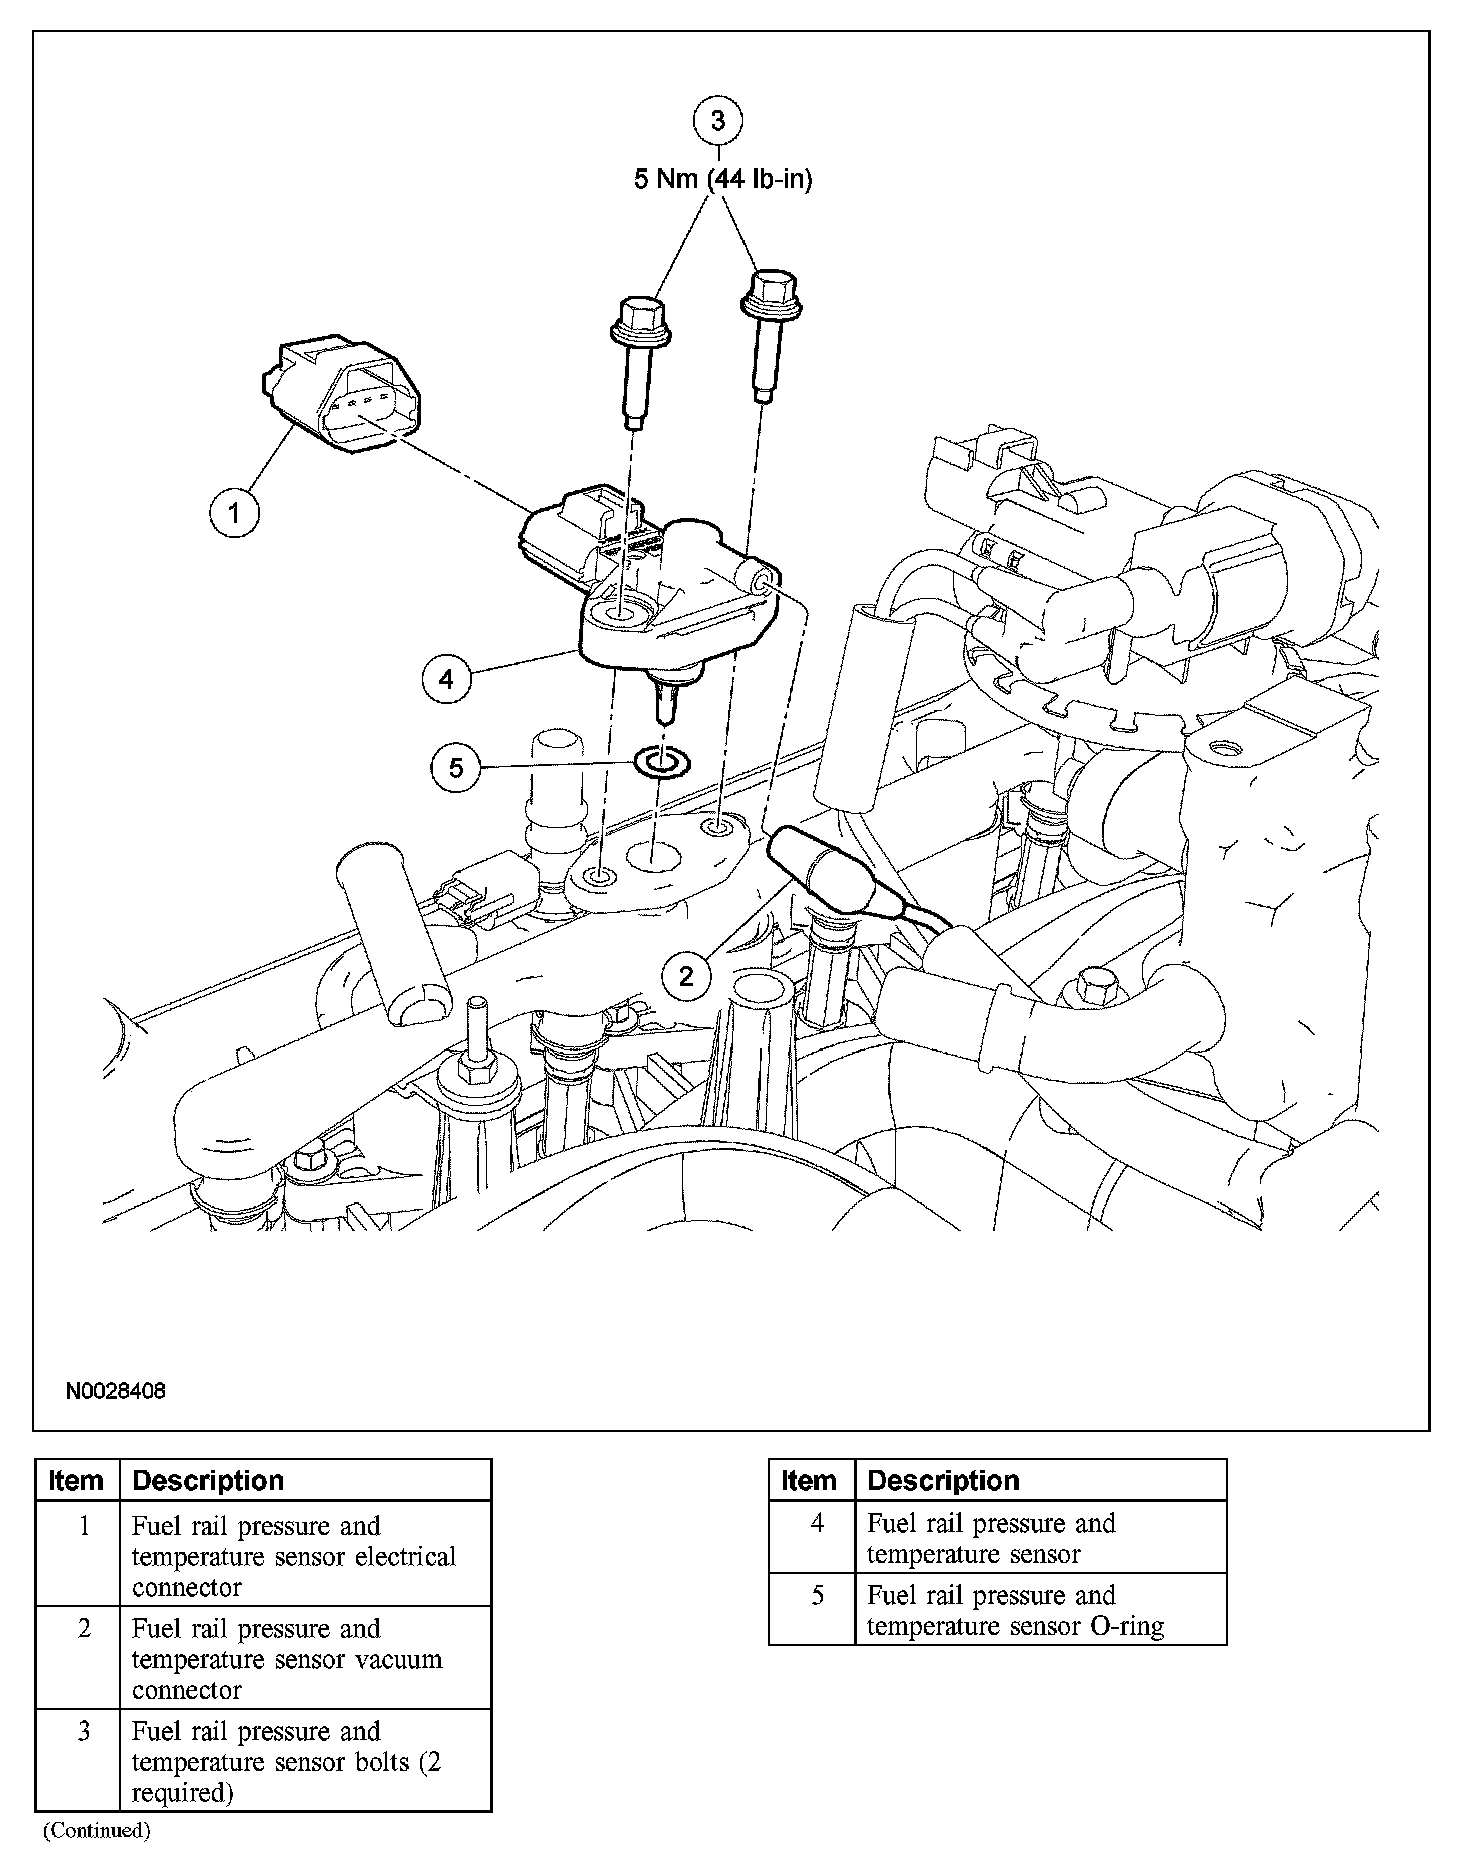 3
5 Nm (44 lb-in)
1
4
5
2
N0028408
Item Description
1 Fuel rail pressure and
temperature sensor electrical
connector
2 Fuel rail pressure and
temperature sensor vacuum
connector
3 Fuel rail pressure and
temperature sensor bolts (2
required)
(Continued)
Item Description
4 Fuel rail pressure and
temperature sensor
5 Fuel rail pressure and
temperature sensor O-ring